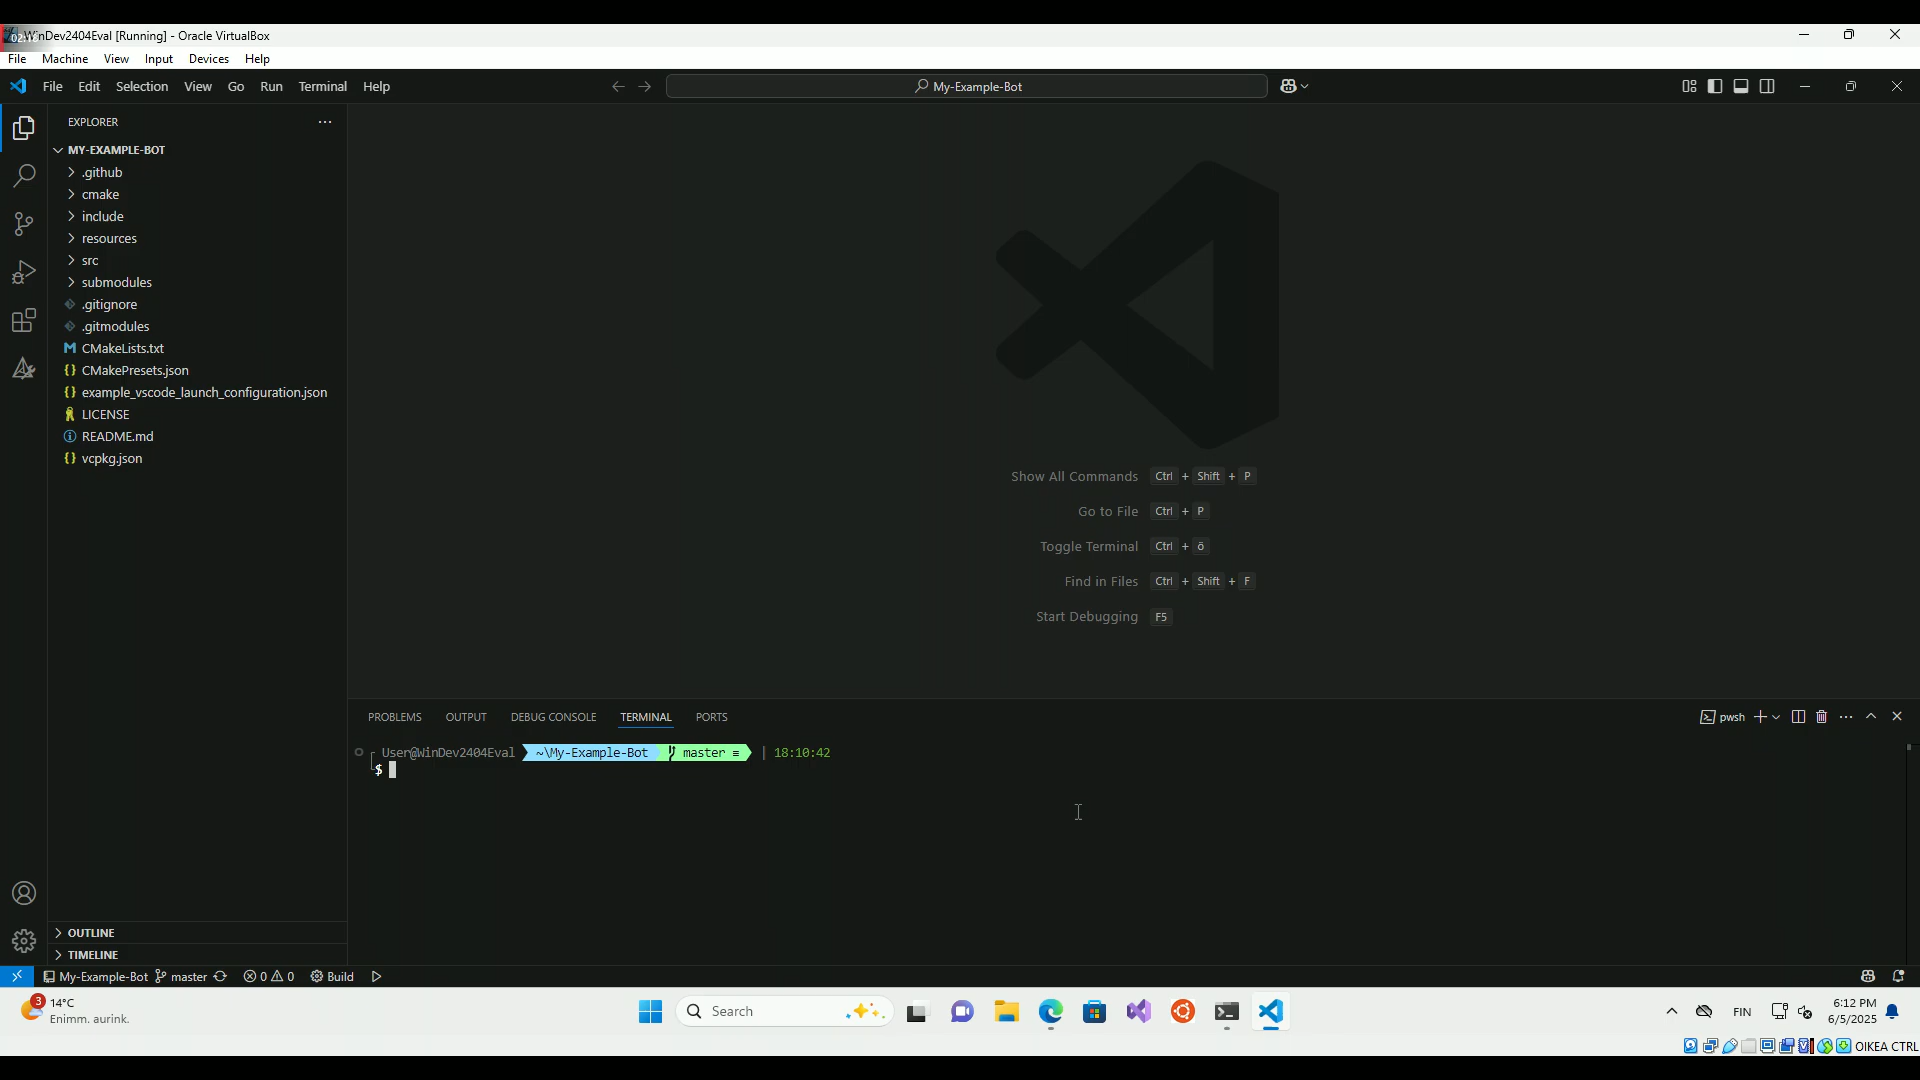 WinDev2404Eval [Running] - Oracle VirtualBox
File Machine View Input Devices Help
File Edit Selection View Go Run Terminal Help
My-Example-Bot
EXPLORER
MY-EXAMPLE-BOT
.github
cmake
include
resources
src
submodules
.gitignore
.gitmodules
CMakeLists.txt
CMakePresets.json
example_vscode_launch_configuration.json
LICENSE
README.md
vcpkg.json
Show All Commands Ctrl + Shift + P
Go to File Ctrl + P
Toggle Terminal Ctrl + ö
Find in Files Ctrl + Shift + F
Start Debugging F5
PROBLEMS OUTPUT DEBUG CONSOLE TERMINAL PORTS
pwsh
User@WinDev2404Eval ~\My-Example-Bot master ≡ | 18:10:42
$
OUTLINE
TIMELINE
My-Example-Bot master 0 0 Build
3
14°C
Enimm. aurink.
Search
FIN
6:12 PM
6/5/2025
OIKEA CTRL